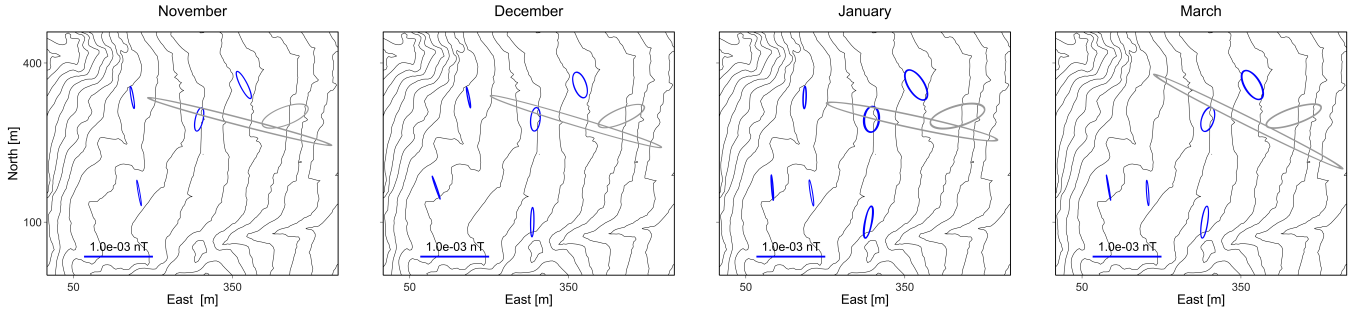 November
December
January
March
North [m]
400
100
1.0e-03 nT
1.0e-03 nT
1.0e-03 nT
1.0e-03 nT
50
350
50
350
50
350
50
350
East [m]
East [m]
East [m]
East [m]